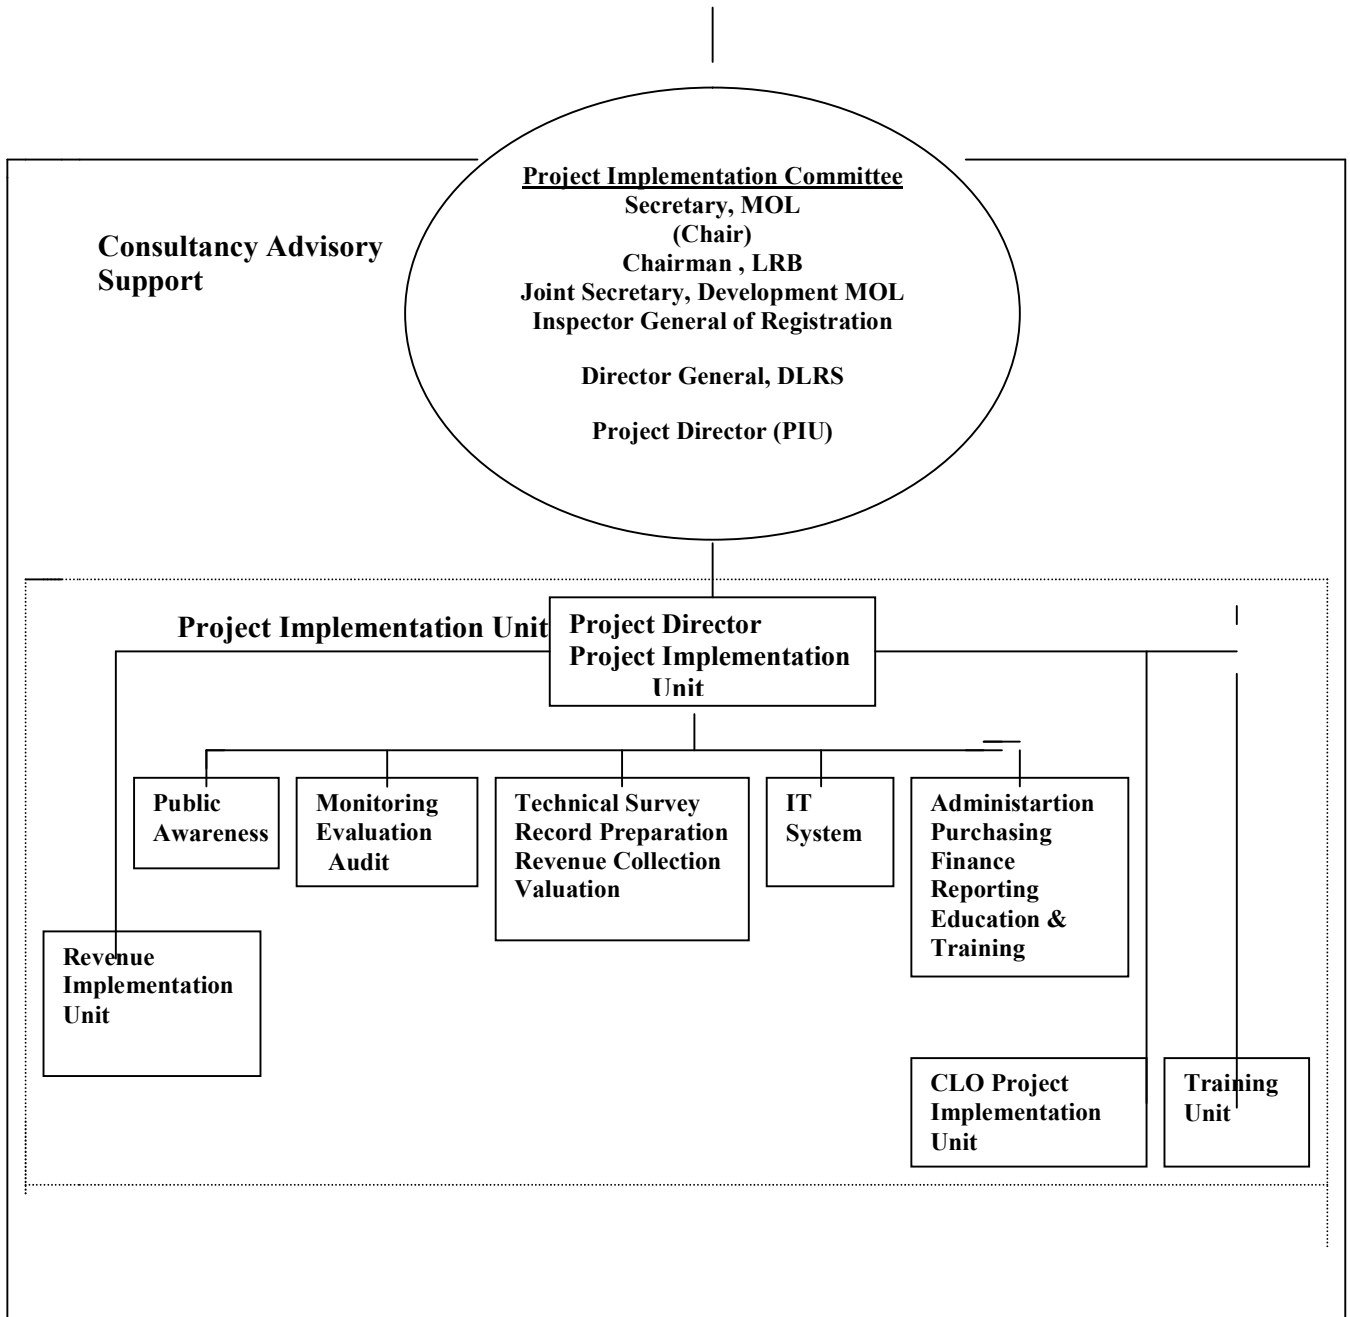 Project Implementation Committee
Secretary, MOL
(Chair)
Chairman , LRB
Joint Secretary, Development MOL
Inspector General of Registration
Director General, DLRS
Project Director (PIU)
Consultancy Advisory
Support
Project Implementation Unit
Project Director
Project Implementation
Unit
Public
Awareness
Monitoring
Evaluation
Audit
Technical Survey
Record Preparation
Revenue Collection
Valuation
IT
System
Administartion
Purchasing
Finance
Reporting
Education &
Training
Revenue
Implementation
Unit
CLO Project
Implementation
Unit
Training
Unit